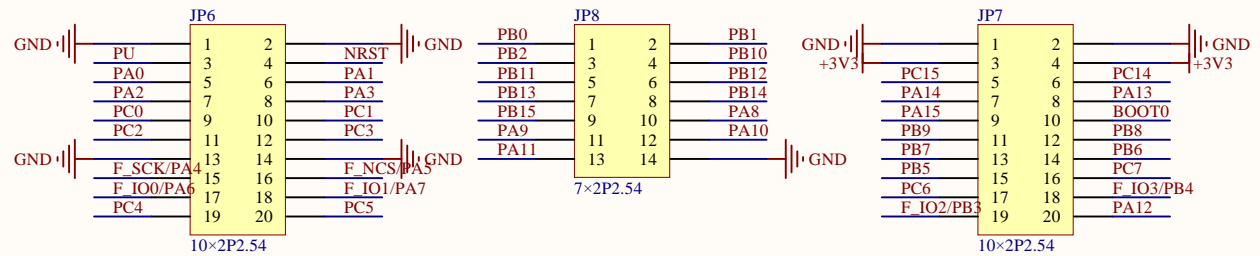 JP6 JP8 JP7
GND 1 2 GND PB0 1 2 PB1 GND 1 2 GND
PU 3 4 NRST PB2 3 4 PB10 +3V3 3 4 +3V3
PA0 5 6 PA1 PB11 5 6 PB12 PC15 5 6 PC14
PA2 7 8 PA3 PB13 7 8 PB14 PA14 7 8 PA13
PC0 9 10 PC1 PB15 9 10 PA8 PA15 9 10 BOOT0
PC2 11 12 PC3 PA9 11 12 PA10 PB9 11 12 PB8
GND 13 14 GND PA11 13 14 GND PB7 13 14 PB6
F_SCK/PA4 15 16 F_NCS/PA5 PB5 15 16 PC7
F_IO0/PA6 17 18 F_IO1/PA7 7×2P2.54 PC6 17 18 F_IO3/PB4
PC4 19 20 PC5 F_IO2/PB3 19 20 PA12
10×2P2.54 10×2P2.54